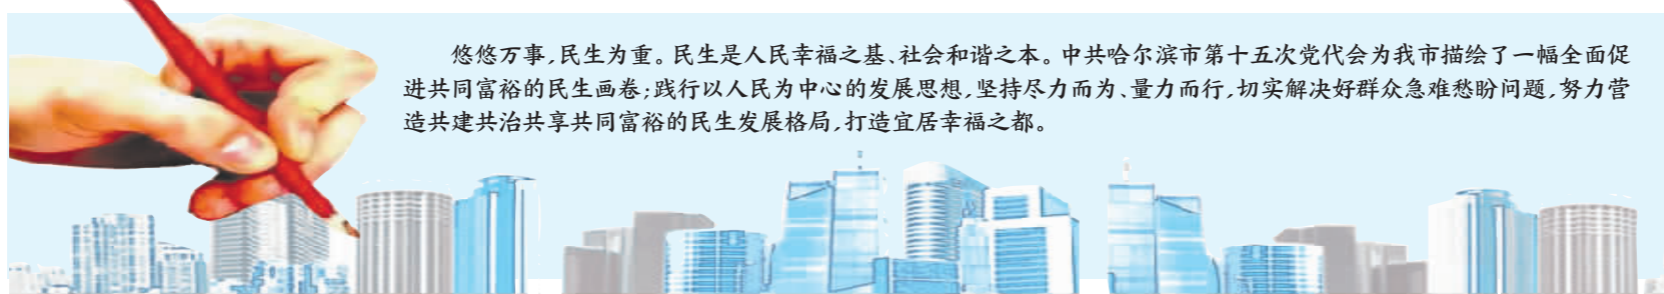 悠悠万事,民生为重。民生是人民幸福之基、社会和谐之本。中共哈尔滨市第十五次党代会为我市描绘了一幅全面促
进共同富裕的民生画卷;践行以人民为中心的发展思想,坚持尽力而为、量力而行,切实解决好群众急难愁盼问题,努力营
造共建共治共享共同富裕的民生发展格局,打造宜居幸福之都。